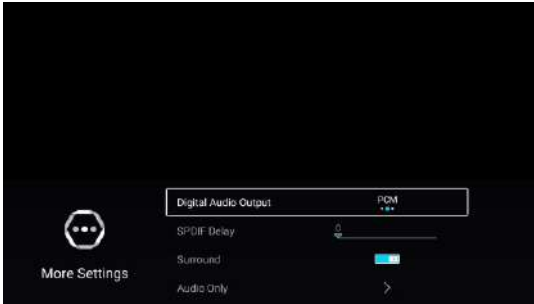 Digital Audio Output PCM
SPDIF Delay 0
Surround
Audio Only
More Settings